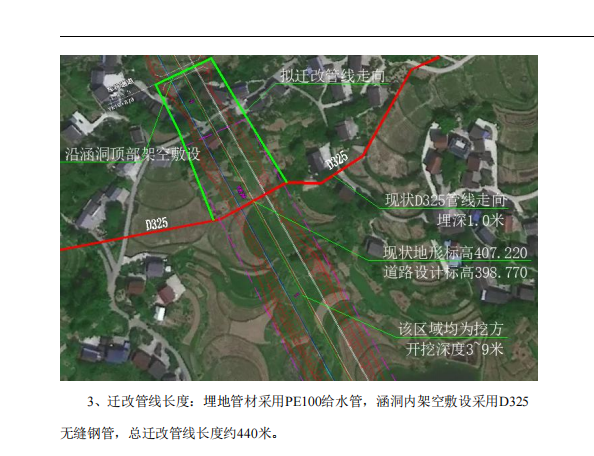 拟迁改管线走向
沿涵洞顶部架空敷设
D325
D325
现状D325管线走向
埋深1.0米
现状地形标高407.220
道路设计标高398.770
该区域均为挖方
开挖深度3~9米
3、迁改管线长度：埋地管材采用PE100给水管，涵洞内架空敷设采用D325
无缝钢管，总迁改管线长度约440米。